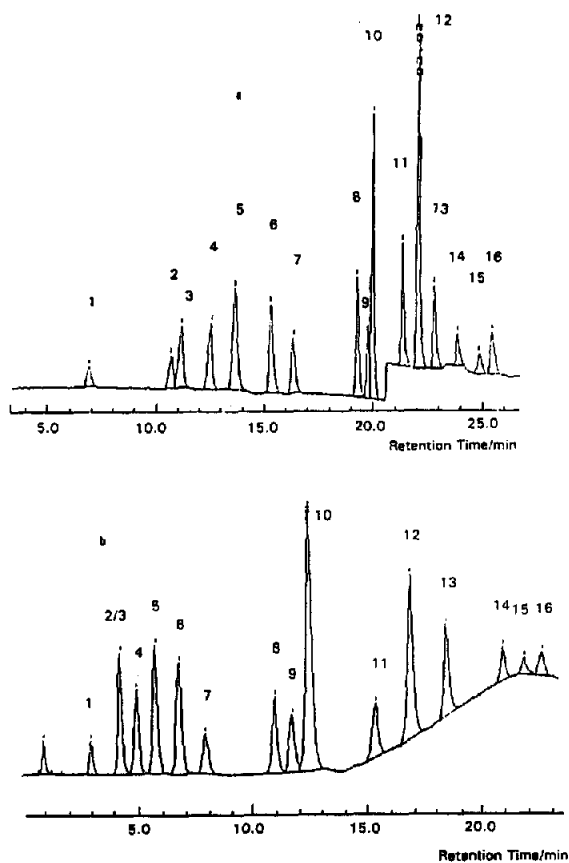 10 12
a
11
5 8 13
4 6
7 14 16
2 9 15
1 3
5.0 10.0 15.0 20.0 25.0
Retention Time/min
10
b
12
2/3 5 13
4 6 14 15 16
8
1 7 9 11
5.0 10.0 15.0 20.0
Retention Time/min